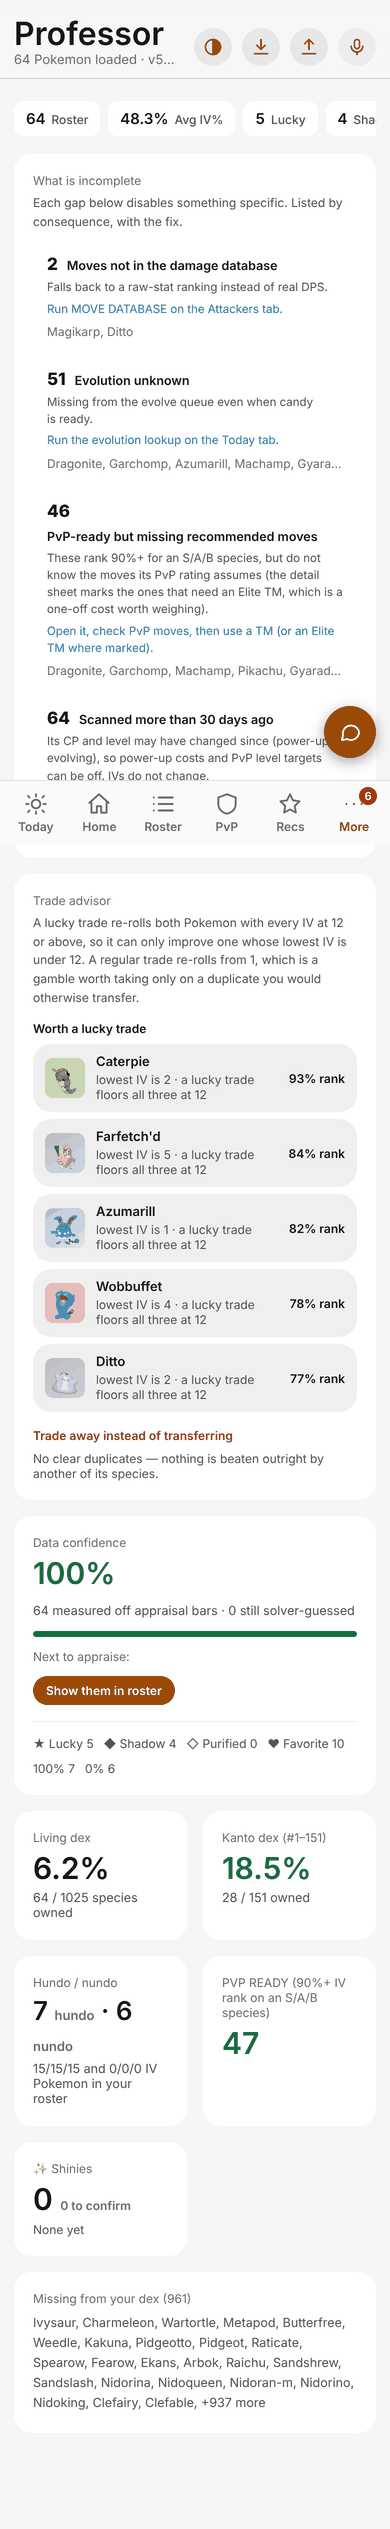 Professor
64 Pokemon loaded · v5...
64 Roster
48.3% Avg IV%
5 Lucky
4 Sha
What is incomplete
Each gap below disables something specific. Listed by
consequence, with the fix.
2 Moves not in the damage database
Falls back to a raw-stat ranking instead of real DPS.
Run MOVE DATABASE on the Attackers tab.
Magikarp, Ditto
51 Evolution unknown
Missing from the evolve queue even when candy
is ready.
Run the evolution lookup on the Today tab.
Dragonite, Garchomp, Azumarill, Machamp, Gyara...
46
PvP-ready but missing recommended moves
These rank 90%+ for an S/A/B species, but do not
know the moves its PvP rating assumes (the detail
sheet marks the ones that need an Elite TM, which is a
one-off cost worth weighing).
Open it, check PvP moves, then use a TM (or an Elite
TM where marked).
Dragonite, Garchomp, Machamp, Pikachu, Gyarad...
64 Scanned more than 30 days ago
Its CP and level may have changed since (power-up
evolving), so power-up costs and PvP level targets
can be off. IVs do not change.
Today
Home
Roster
PvP
Recs
6
More
Trade advisor
A lucky trade re-rolls both Pokemon with every IV at 12
or above, so it can only improve one whose lowest IV is
under 12. A regular trade re-rolls from 1, which is a
gamble worth taking only on a duplicate you would
otherwise transfer.
Worth a lucky trade
Caterpie
lowest IV is 2 · a lucky trade
floors all three at 12
93% rank
Farfetch'd
lowest IV is 5 · a lucky trade
floors all three at 12
84% rank
Azumarill
lowest IV is 1 · a lucky trade
floors all three at 12
82% rank
Wobbuffet
lowest IV is 4 · a lucky trade
floors all three at 12
78% rank
Ditto
lowest IV is 2 · a lucky trade
floors all three at 12
77% rank
Trade away instead of transferring
No clear duplicates — nothing is beaten outright by
another of its species.
Data confidence
100%
64 measured off appraisal bars · 0 still solver-guessed
Next to appraise:
Show them in roster
★ Lucky 5 ◆ Shadow 4 ◇ Purified 0 ♥ Favorite 10
100% 7 0% 6
Living dex
6.2%
64 / 1025 species
owned
Kanto dex (#1–151)
18.5%
28 / 151 owned
Hundo / nundo
7 hundo · 6
nundo
15/15/15 and 0/0/0 IV
Pokemon in your
roster
PVP READY (90%+ IV
rank on an S/A/B
species)
47
✨ Shinies
0 0 to confirm
None yet
Missing from your dex (961)
Ivysaur, Charmeleon, Wartortle, Metapod, Butterfree,
Weedle, Kakuna, Pidgeotto, Pidgeot, Raticate,
Spearow, Fearow, Ekans, Arbok, Raichu, Sandshrew,
Sandslash, Nidorina, Nidoqueen, Nidoran-m, Nidorino,
Nidoking, Clefairy, Clefable, +937 more